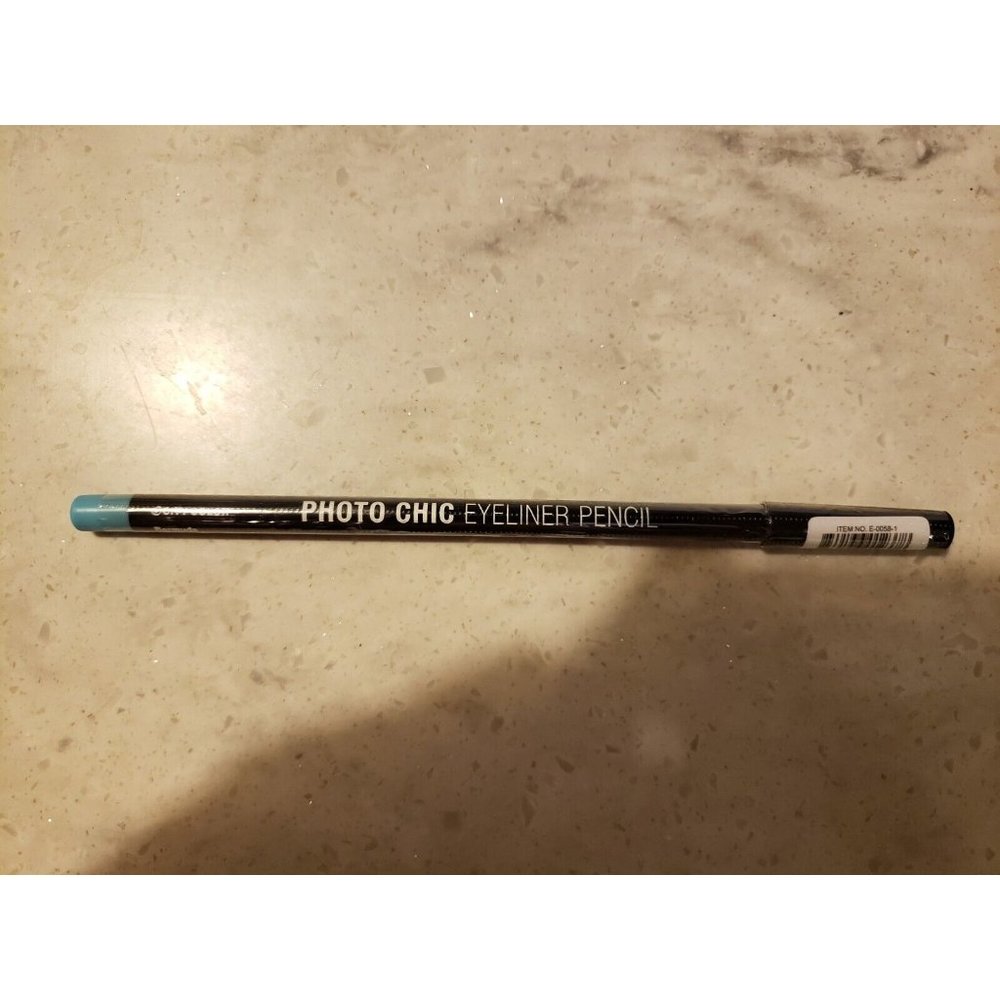 PHOTO CHIC EYELINER PENCIL
ITEM NO. E-0058-1